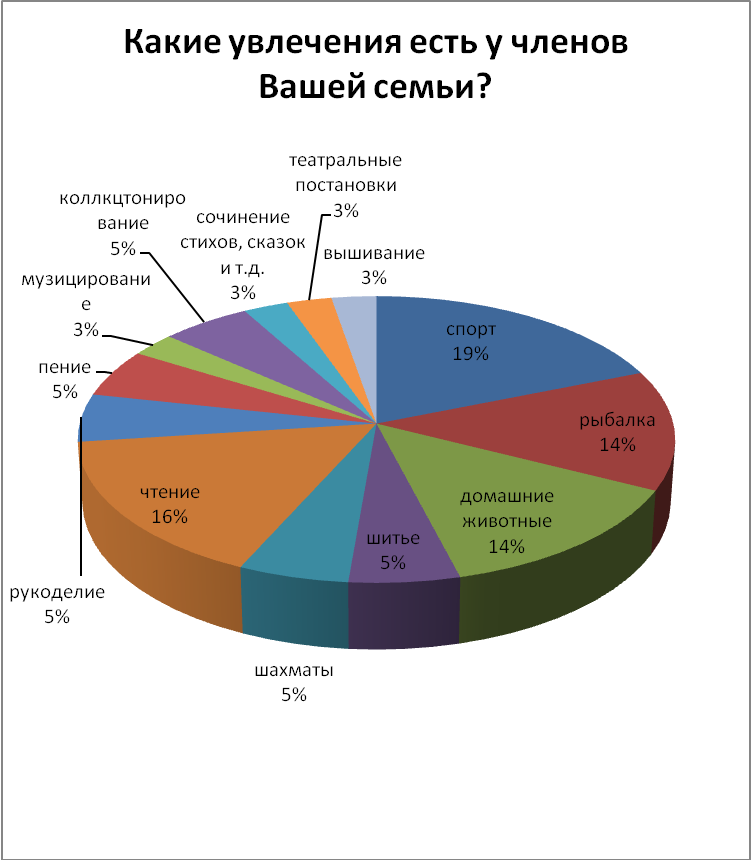 Какие увлечения есть у членов
Вашей семьи?
театральные
постановки
3%
коллкцтониро
вание
5%
сочинение
стихов, сказок
и т.д.
3%
вышивание
3%
музицировани
е
3%
пение
5%
спорт
19%
рыбалка
14%
домашние
животные
14%
шитье
5%
чтение
16%
рукоделие
5%
шахматы
5%